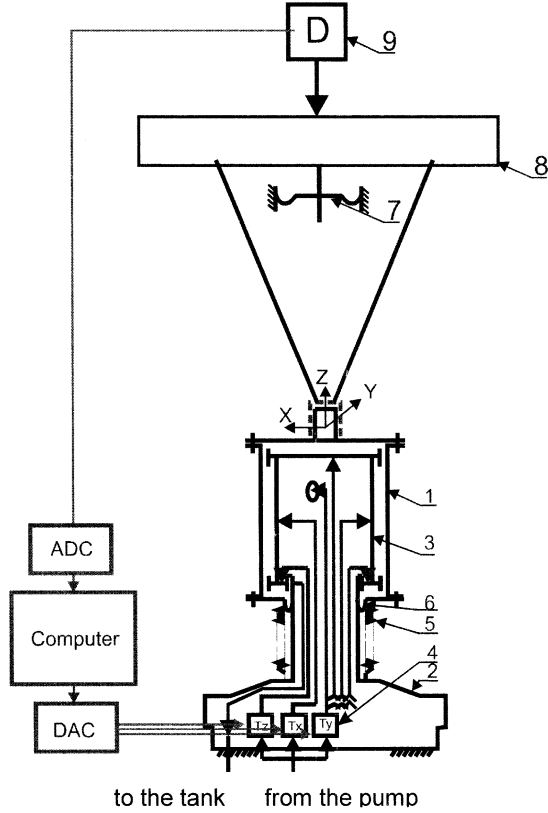 D
9
8
7
Z
Y
X
1
3
ADC
6
5
Computer
4
2
DAC
Tz Tx Ty
to the tank from the pump